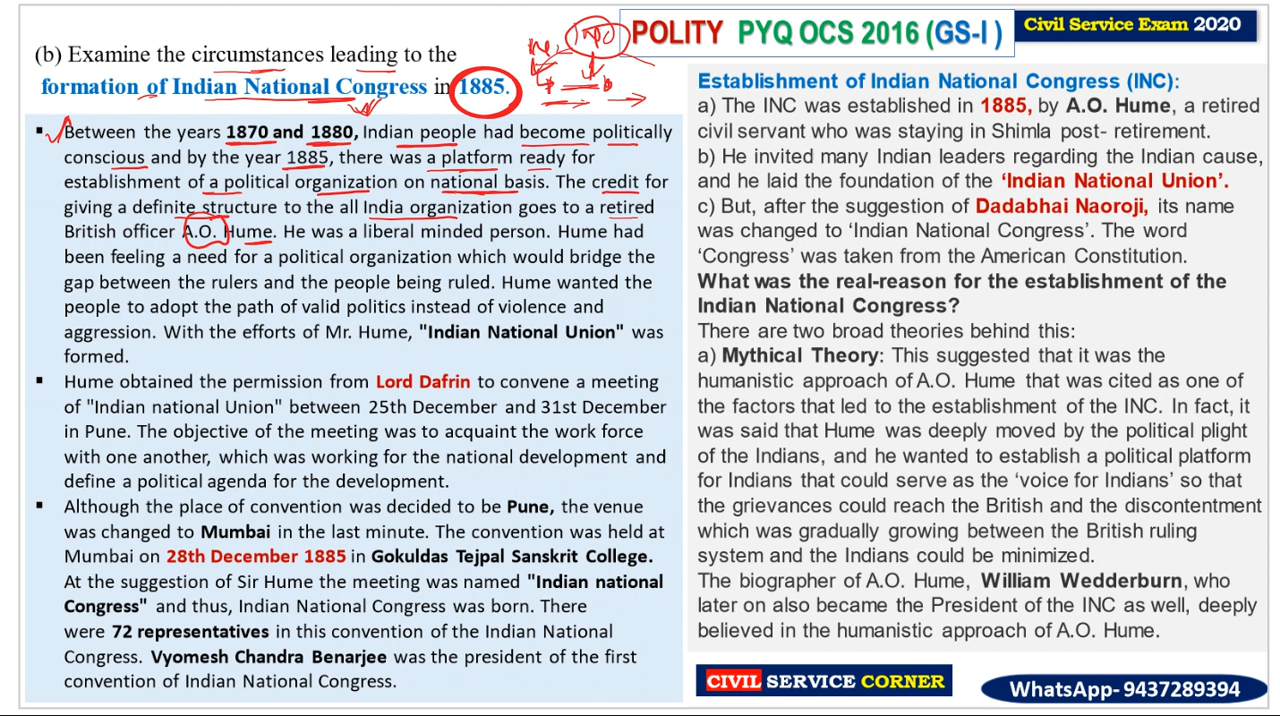 POLITY PYQ OCS 2016 (GS-I )
Civil Service Exam 2020
(b) Examine the circumstances leading to the
formation of Indian National Congress in 1885.
▪ Between the years 1870 and 1880, Indian people had become politically
conscious and by the year 1885, there was a platform ready for
establishment of a political organization on national basis. The credit for
giving a definite structure to the all India organization goes to a retired
British officer A.O. Hume. He was a liberal minded person. Hume had
been feeling a need for a political organization which would bridge the
gap between the rulers and the people being ruled. Hume wanted the
people to adopt the path of valid politics instead of violence and
aggression. With the efforts of Mr. Hume, "Indian National Union" was
formed.
▪ Hume obtained the permission from Lord Dafrin to convene a meeting
of "Indian national Union" between 25th December and 31st December
in Pune. The objective of the meeting was to acquaint the work force
with one another, which was working for the national development and
define a political agenda for the development.
▪ Although the place of convention was decided to be Pune, the venue
was changed to Mumbai in the last minute. The convention was held at
Mumbai on 28th December 1885 in Gokuldas Tejpal Sanskrit College.
At the suggestion of Sir Hume the meeting was named "Indian national
Congress" and thus, Indian National Congress was born. There
were 72 representatives in this convention of the Indian National
Congress. Vyomesh Chandra Benarjee was the president of the first
convention of Indian National Congress.
Establishment of Indian National Congress (INC):
a) The INC was established in 1885, by A.O. Hume, a retired
civil servant who was staying in Shimla post- retirement.
b) He invited many Indian leaders regarding the Indian cause,
and he laid the foundation of the ‘Indian National Union’.
c) But, after the suggestion of Dadabhai Naoroji, its name
was changed to ‘Indian National Congress’. The word
‘Congress’ was taken from the American Constitution.
What was the real-reason for the establishment of the
Indian National Congress?
There are two broad theories behind this:
a) Mythical Theory: This suggested that it was the
humanistic approach of A.O. Hume that was cited as one of
the factors that led to the establishment of the INC. In fact, it
was said that Hume was deeply moved by the political plight
of the Indians, and he wanted to establish a political platform
for Indians that could serve as the ‘voice for Indians’ so that
the grievances could reach the British and the discontentment
which was gradually growing between the British ruling
system and the Indians could be minimized.
The biographer of A.O. Hume, William Wedderburn, who
later on also became the President of the INC as well, deeply
believed in the humanistic approach of A.O. Hume.
CIVIL SERVICE CORNER
WhatsApp- 9437289394